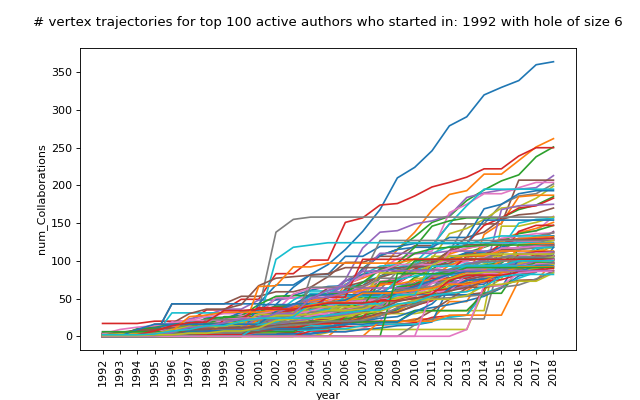 # vertex trajectories for top 100 active authors who started in: 1992 with hole of size 6
350
300
250
200
150
100
50
0
num_Collaborations
1992 1993 1994 1995 1996 1997 1998 1999 2000 2001 2002 2003 2004 2005 2006 2007 2008 2009 2010 2011 2012 2013 2014 2015 2016 2017 2018
year